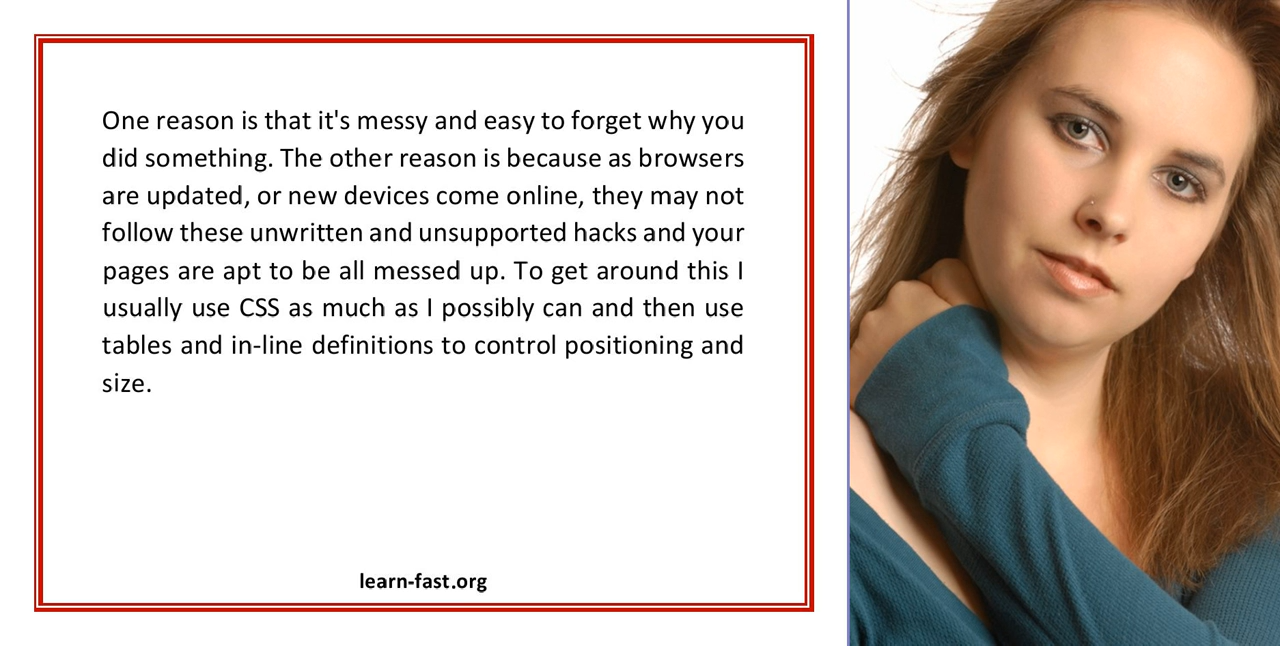 One reason is that it's messy and easy to forget why you
did something. The other reason is because as browsers
are updated, or new devices come online, they may not
follow these unwritten and unsupported hacks and your
pages are apt to be all messed up. To get around this I
usually use CSS as much as I possibly can and then use
tables and in-line definitions to control positioning and
size.
learn-fast.org